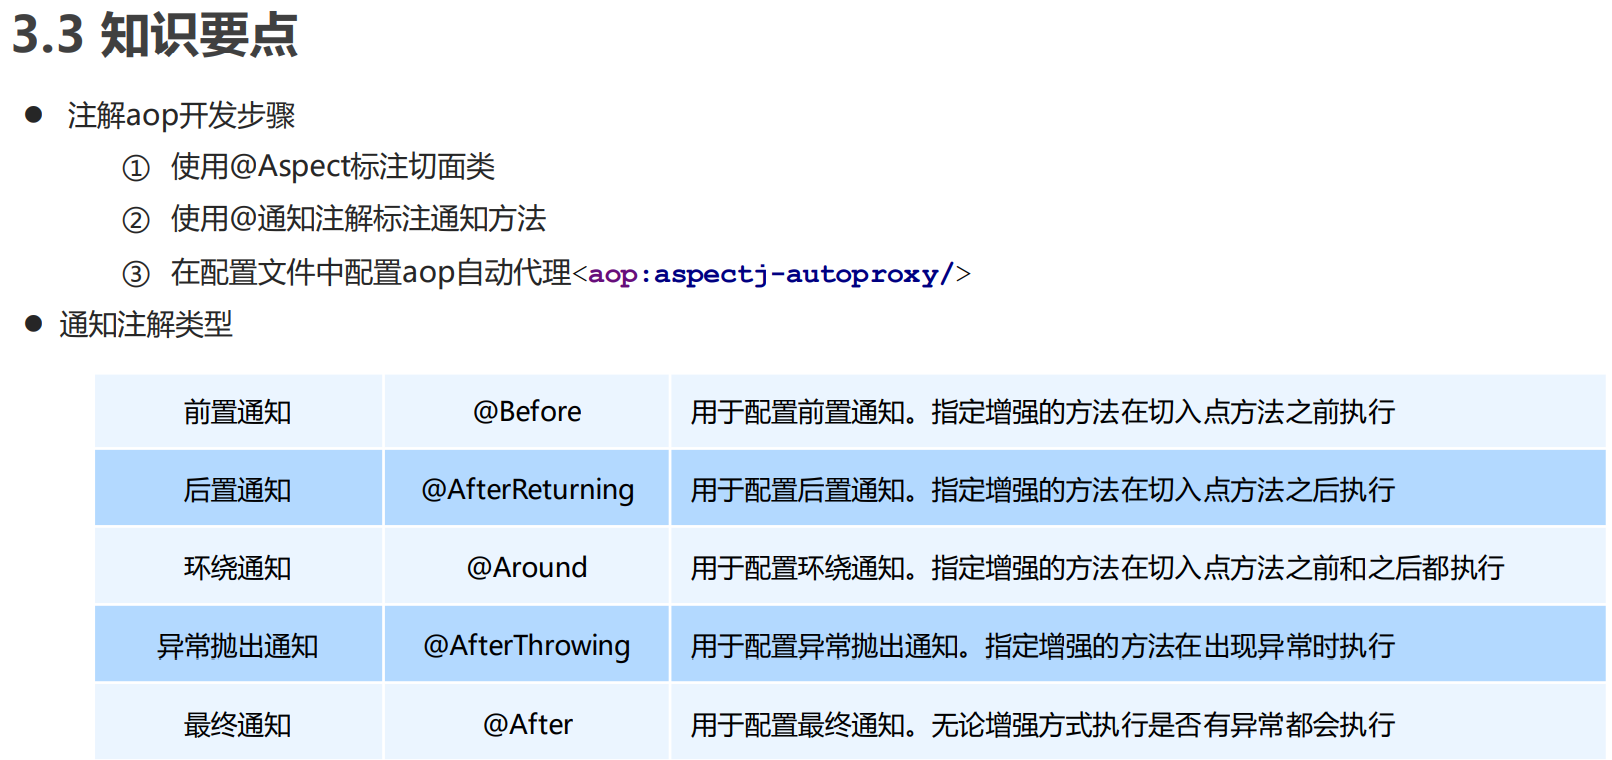 3.3 知识要点
● 注解aop开发步骤
① 使用@Aspect标注切面类
② 使用@通知注解标注通知方法
③ 在配置文件中配置aop自动代理<aop:aspectj-autoproxy/>
● 通知注解类型
前置通知 @Before 用于配置前置通知。指定增强的方法在切入点方法之前执行
后置通知 @AfterReturning 用于配置后置通知。指定增强的方法在切入点方法之后执行
环绕通知 @Around 用于配置环绕通知。指定增强的方法在切入点方法之前和之后都执行
异常抛出通知 @AfterThrowing 用于配置异常抛出通知。指定增强的方法在出现异常时执行
最终通知 @After 用于配置最终通知。无论增强方式执行是否有异常都会执行